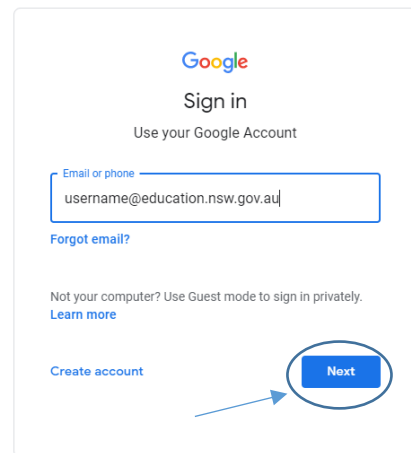 Google
Sign in
Use your Google Account
Email or phone
username@education.nsw.gov.au
Forgot email?
Not your computer? Use Guest mode to sign in privately.
Learn more
Create account
Next